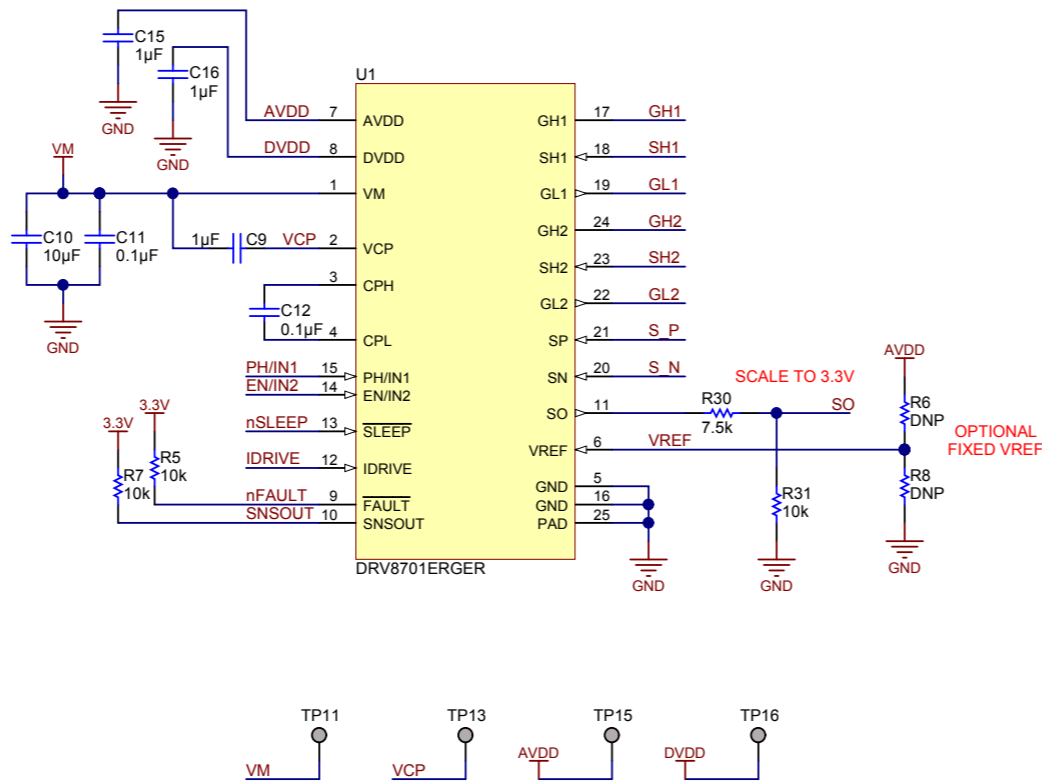 C15
1µF
GND
C16
1µF
GND
U1
AVDD 7 AVDD
DVDD 8 DVDD
VM
1 VM
C10
10µF
C11
0.1µF
GND
1µF C9 VCP 2 VCP
3 CPH
C12
0.1µF
4 CPL
PH/IN1 15 PH/IN1
EN/IN2 14 EN/IN2
nSLEEP 13 SLEEP
IDRIVE 12 IDRIVE
3.3V
3.3V
R7
10k
R5
10k
nFAULT 9 FAULT
SNSOUT 10 SNSOUT
GH1 17 GH1
SH1 18 SH1
GL1 19 GL1
GH2 24 GH2
SH2 23 SH2
GL2 22 GL2
SP 21 S_P
SN 20 S_N
SO 11
R30
7.5k
SCALE TO 3.3V
SO
VREF 6 VREF
GND 5
GND 16
PAD 25
GND
R31
10k
GND
AVDD
R6
DNP
OPTIONAL
FIXED VREF
R8
DNP
GND
DRV8701ERGER
TP11
VM
TP13
VCP
TP15
AVDD
TP16
DVDD